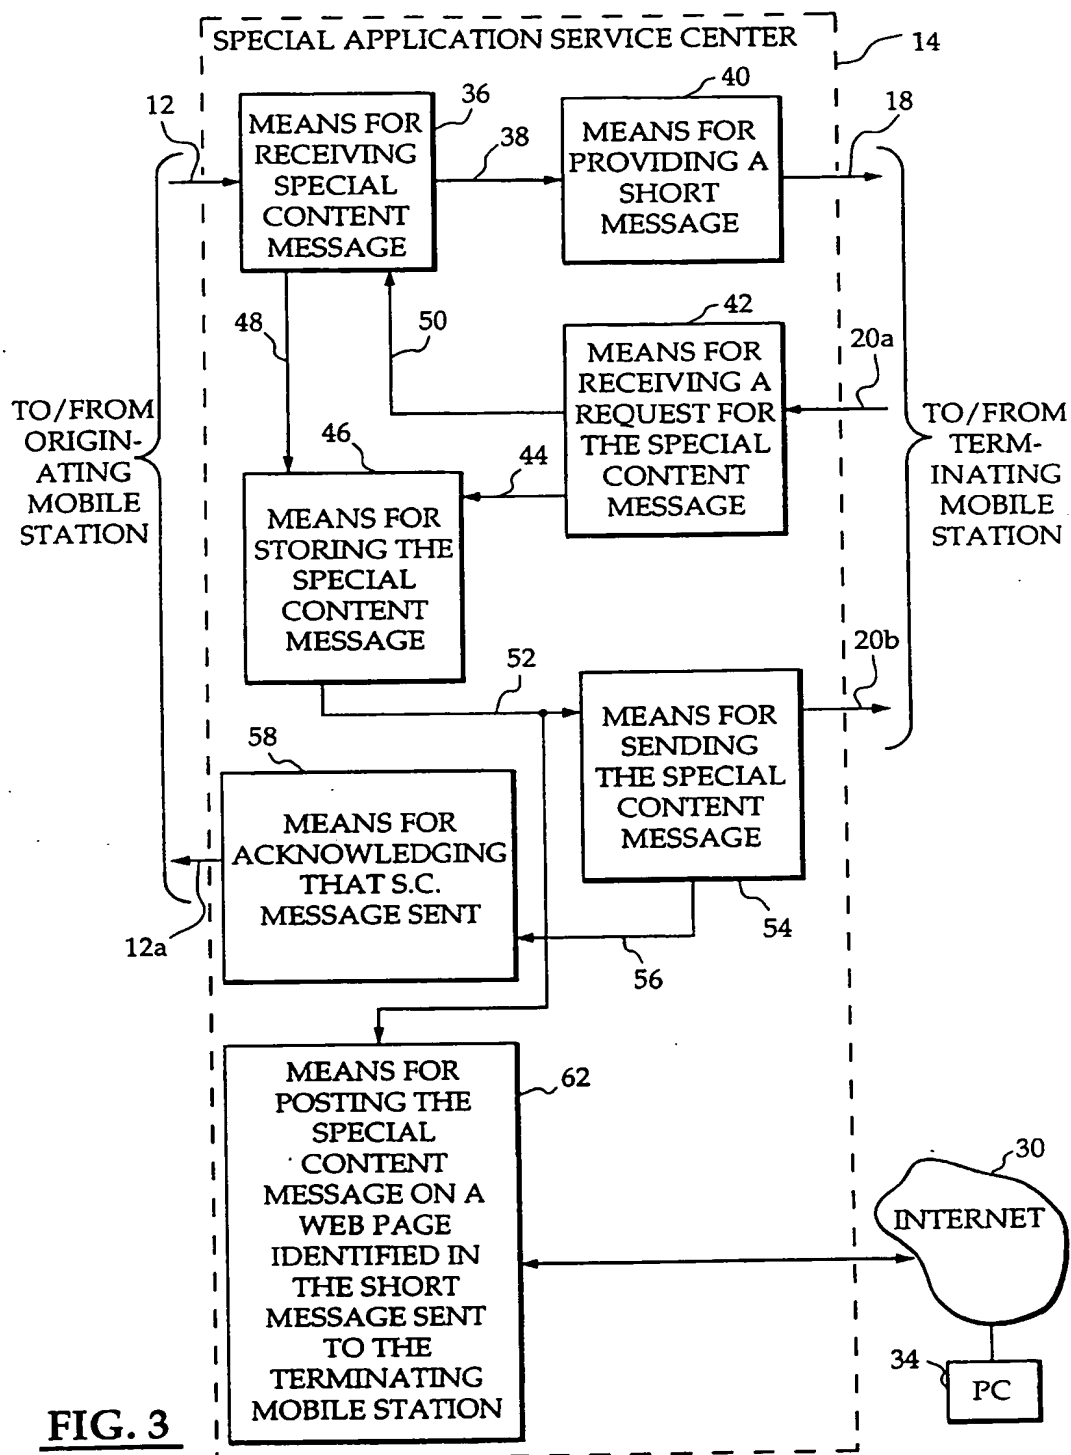 SPECIAL APPLICATION SERVICE CENTER
14
12
36
38
40
18
MEANS FOR
RECEIVING
SPECIAL
CONTENT
MESSAGE
MEANS FOR
PROVIDING A
SHORT
MESSAGE
48
50
42
20a
MEANS FOR
RECEIVING A
REQUEST FOR
THE SPECIAL
CONTENT
MESSAGE
TO/FROM
ORIGIN-
ATING
MOBILE
STATION
TO/FROM
TERM-
INATING
MOBILE
STATION
46
44
MEANS FOR
STORING THE
SPECIAL
CONTENT
MESSAGE
52
20b
MEANS FOR
SENDING
THE SPECIAL
CONTENT
MESSAGE
58
MEANS FOR
ACKNOWLEDGING
THAT S.C.
MESSAGE SENT
12a
56
54
MEANS FOR
POSTING THE
SPECIAL
CONTENT
MESSAGE ON A
WEB PAGE
IDENTIFIED IN
THE SHORT
MESSAGE SENT
TO THE
TERMINATING
MOBILE STATION
62
30
INTERNET
34
PC
FIG. 3